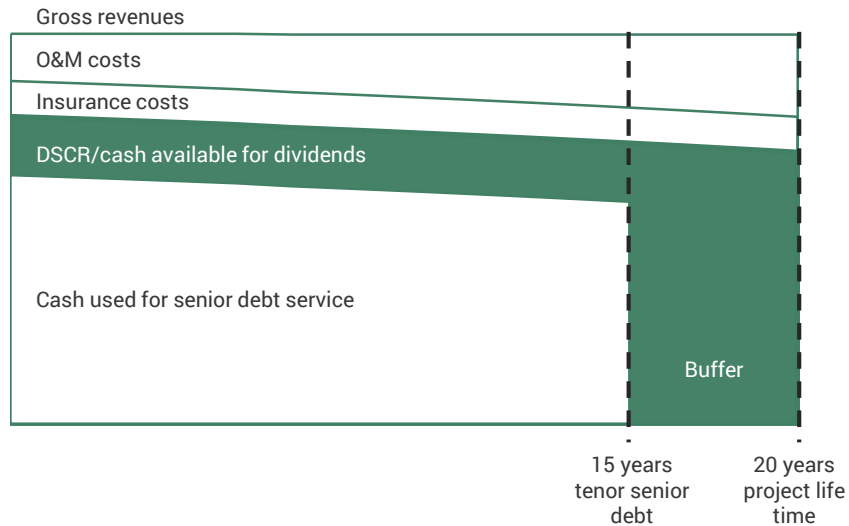 Gross revenues
O&M costs
Insurance costs
DSCR/cash available for dividends
Cash used for senior debt service
Buffer
15 years
tenor senior
debt
20 years
project life
time